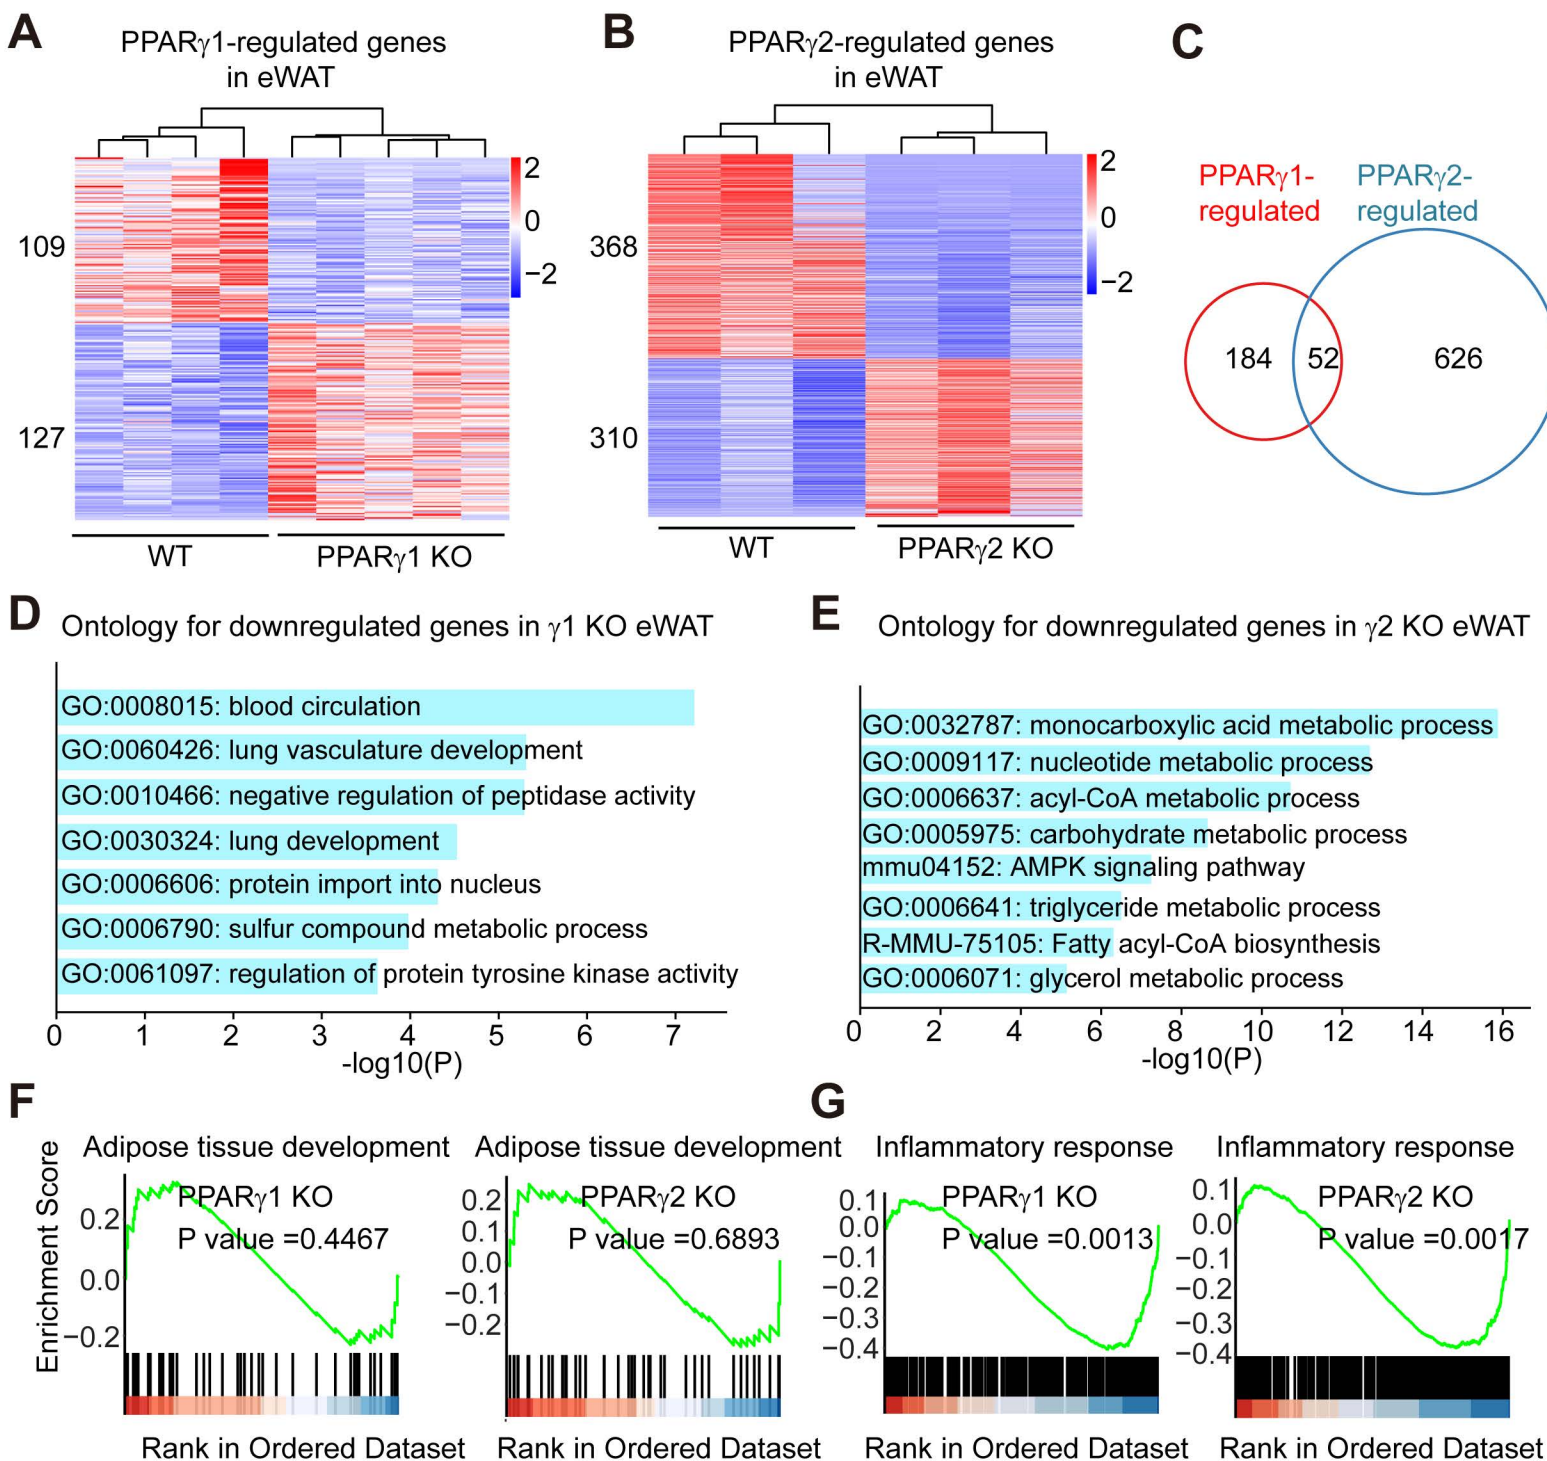 A
PPARγ1-regulated genes
in eWAT
109
127
2
0
−2
WT
PPARγ1 KO
B
PPARγ2-regulated genes
in eWAT
368
310
2
0
−2
WT
PPARγ2 KO
C
PPARγ1-
regulated
PPARγ2-
regulated
184
52
626
D
Ontology for downregulated genes in γ1 KO eWAT
GO:0008015: blood circulation
GO:0060426: lung vasculature development
GO:0010466: negative regulation of peptidase activity
GO:0030324: lung development
GO:0006606: protein import into nucleus
GO:0006790: sulfur compound metabolic process
GO:0061097: regulation of protein tyrosine kinase activity
0 1 2 3 4 5 6 7
-log10(P)
E
Ontology for downregulated genes in γ2 KO eWAT
GO:0032787: monocarboxylic acid metabolic process
GO:0009117: nucleotide metabolic process
GO:0006637: acyl-CoA metabolic process
GO:0005975: carbohydrate metabolic process
mmu04152: AMPK signaling pathway
GO:0006641: triglyceride metabolic process
R-MMU-75105: Fatty acyl-CoA biosynthesis
GO:0006071: glycerol metabolic process
0 2 4 6 8 10 12 14 16
-log10(P)
F
Enrichment Score
Adipose tissue development
PPARγ1 KO
P value =0.4467
0.2
0.0
−0.2
Rank in Ordered Dataset
Adipose tissue development
PPARγ2 KO
P value =0.6893
0.2
0.1
0.0
−0.1
−0.2
Rank in Ordered Dataset
G
Inflammatory response
PPARγ1 KO
P value =0.0013
0.1
0.0
−0.1
−0.2
−0.3
−0.4
Rank in Ordered Dataset
Inflammatory response
PPARγ2 KO
P value =0.0017
0.1
0.0
−0.1
−0.2
−0.3
−0.4
Rank in Ordered Dataset